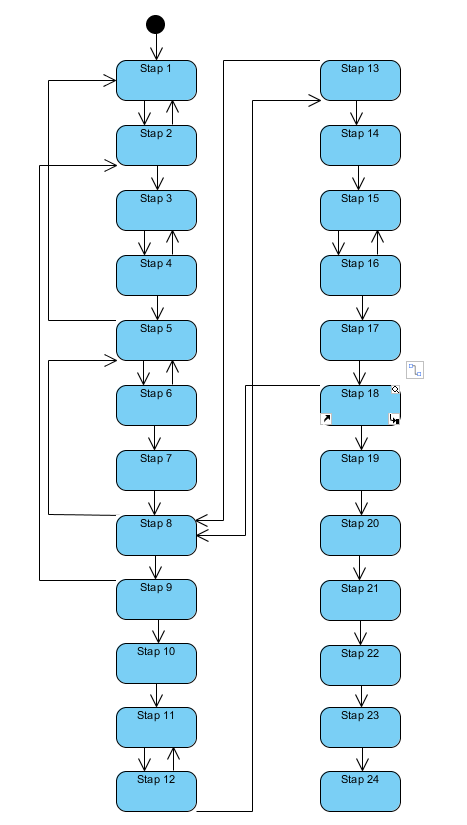 Stap 1
Stap 2
Stap 3
Stap 4
Stap 5
Stap 6
Stap 7
Stap 8
Stap 9
Stap 10
Stap 11
Stap 12
Stap 13
Stap 14
Stap 15
Stap 16
Stap 17
Stap 18
Stap 19
Stap 20
Stap 21
Stap 22
Stap 23
Stap 24